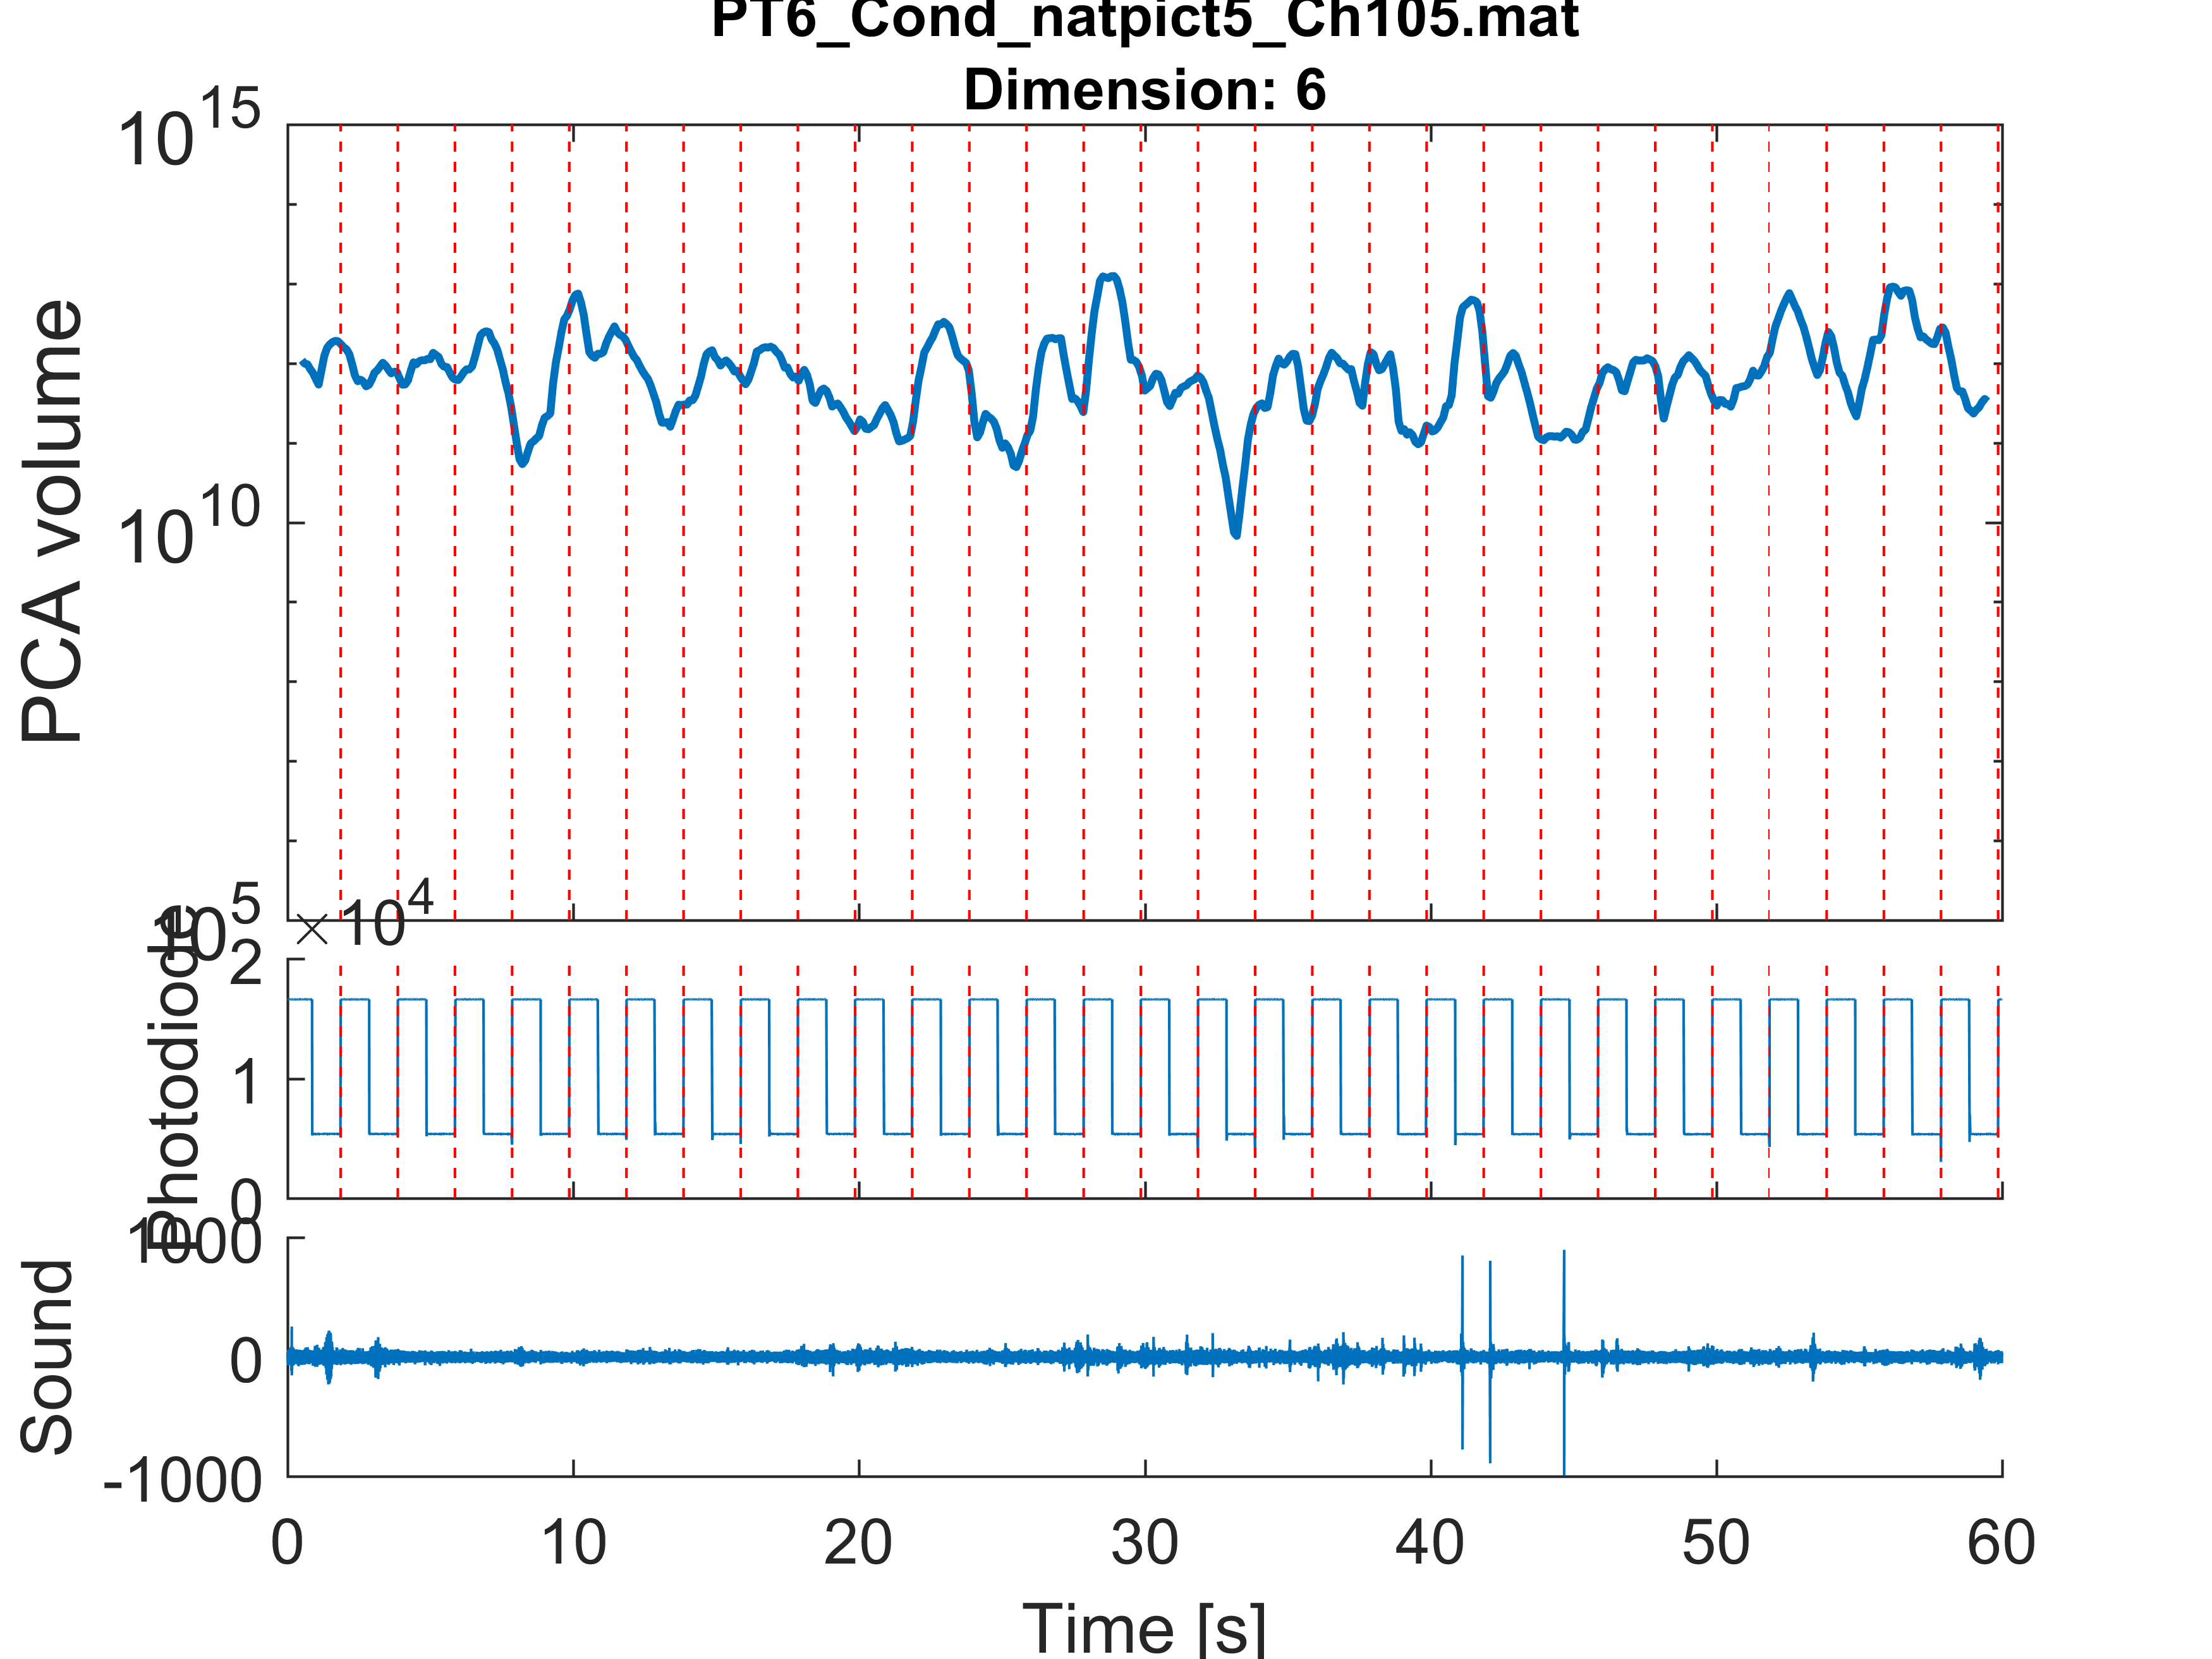 PT6_Cond_natpict5_Ch105.mat
Dimension: 6
PCA volume
10^15
10^10
10^5
×10^4
Photodiode
2
1
0
Sound
1000
0
-1000
0 10 20 30 40 50 60
Time [s]